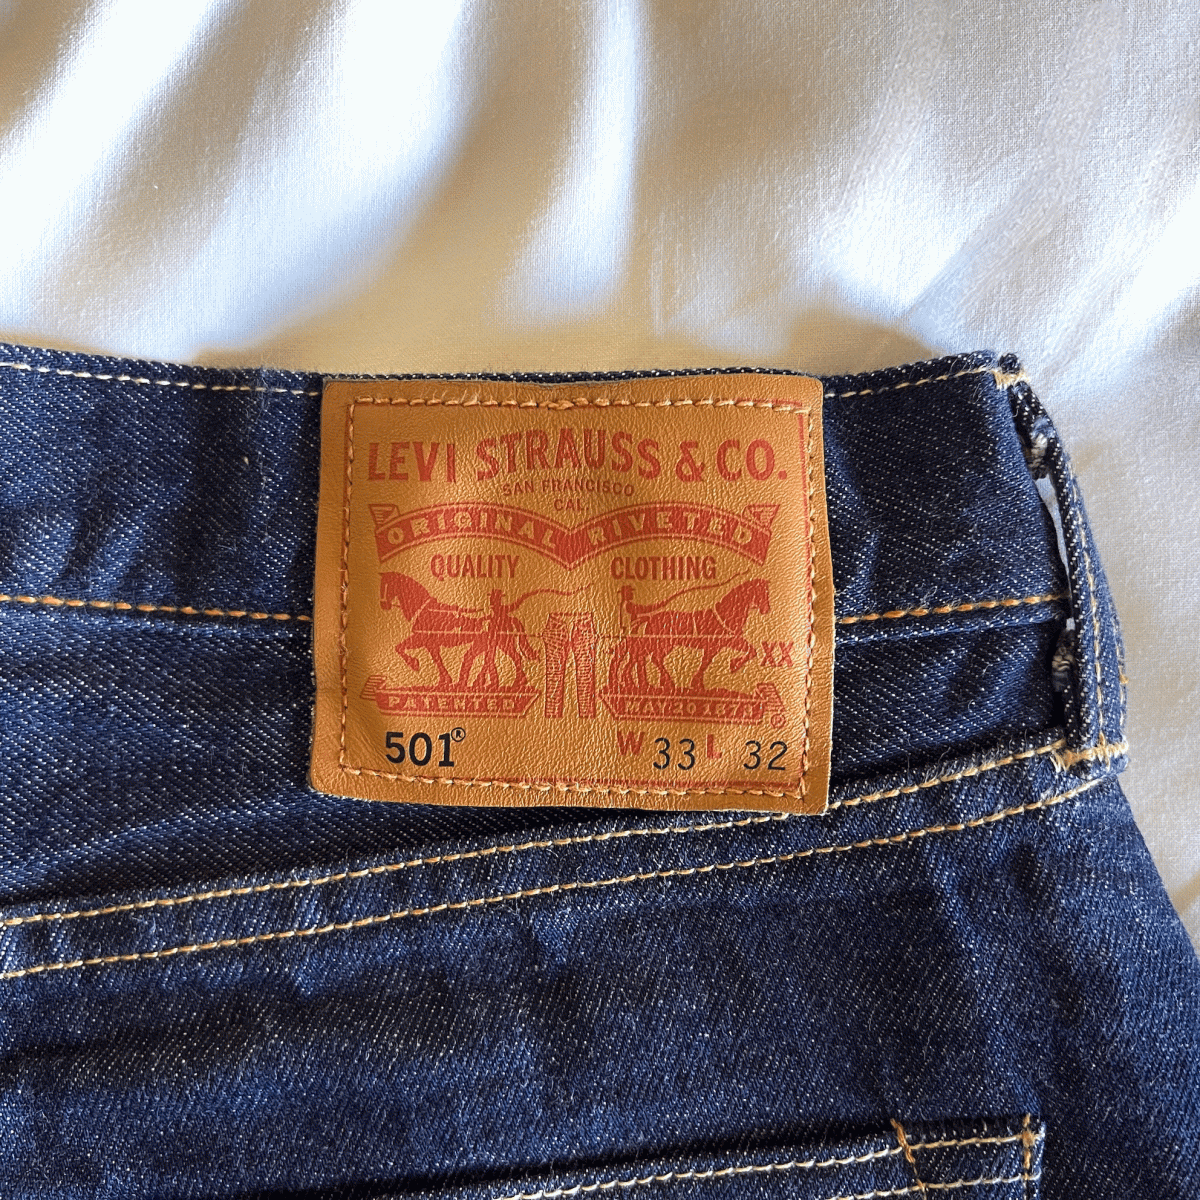 LEVI STRAUSS & CO.
SAN FRANCISCO
CAL.
ORIGINAL RIVETED
QUALITY CLOTHING
XX
PATENTED MAY 20 1873
®
501® W 33 L 32